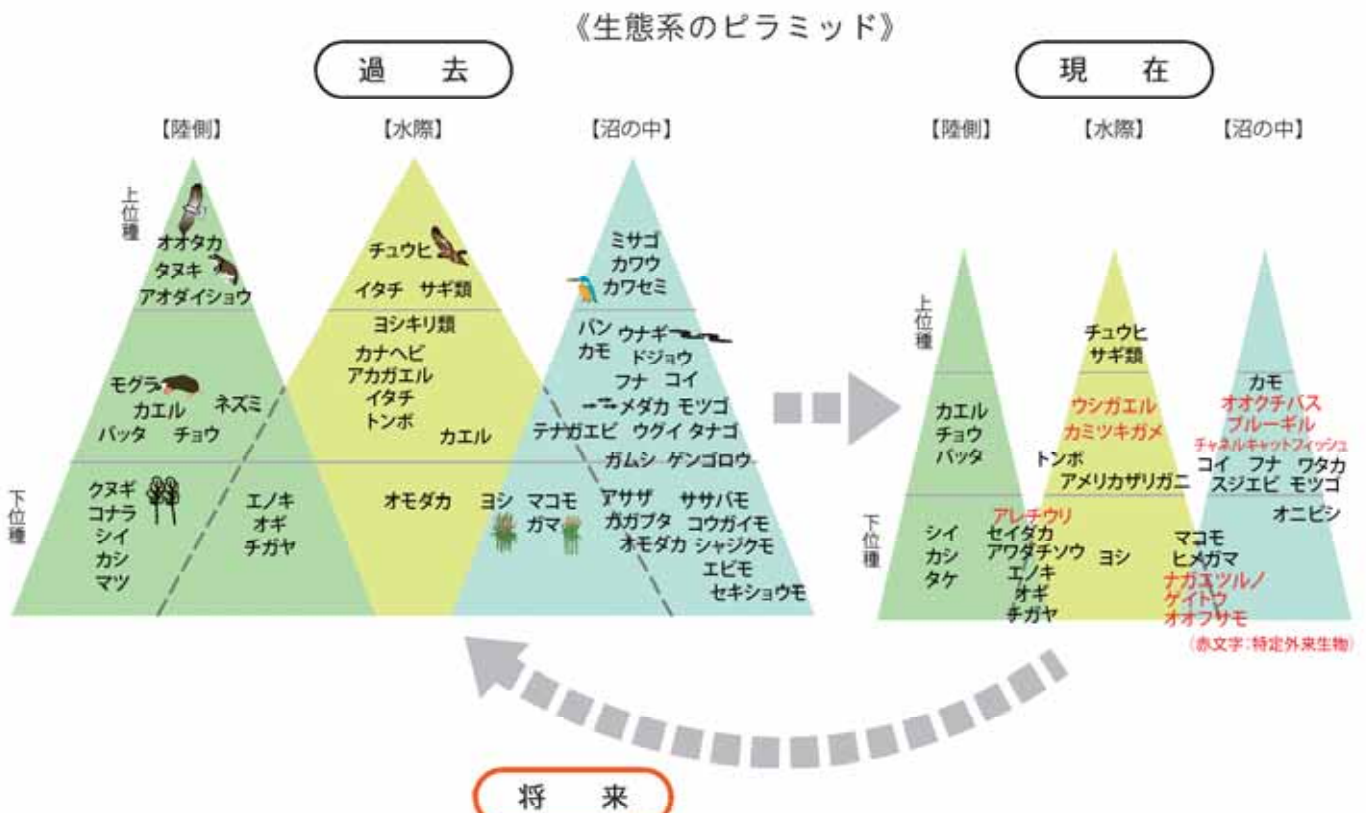 《生態系のピラミッド》
過 去
【陸側】
【水際】
【沼の中】
上位種
オオタカ
タヌキ
アオダイショウ
チュウヒ
イタチ サギ類
ミサゴ
カワウ
カワセミ
モグラ
カエル
ネズミ
バッタ チョウ
ヨシキリ類
カナヘビ
アカガエル
イタチ
トンボ
カエル
バン ウナギ
カモ ドジョウ
フナ コイ
メダカ モツゴ
テナガエビ ウグイ タナゴ
ガムシ ゲンゴロウ
下位種
クヌギ
コナラ
シイ
カシ
マツ
エノキ
オギ
チガヤ
オモダカ
ヨシ マコモ
ガマ
アサザ ササバモ
ガガブタ コウガイモ
オモダカ シャジクモ
エビモ
セキショウモ
現 在
【陸側】
【水際】
【沼の中】
上位種
チュウヒ
サギ類
カエル
チョウ
バッタ
ウシガエル
カミツキガメ
トンボ
アメリカザリガニ
カモ
オオクチバス
ブルーギル
チャネルキャットフィッシュ
コイ フナ ワタカ
スジエビ モツゴ
オニビシ
下位種
シイ
カシ
タケ
アレチウリ
セイダカ
アワダチソウ
エノキ
オギ
チガヤ
ヨシ
マコモ
ヒメガマ
ナガエツルノ
ゲイトウ
オオフサモ
(赤文字:特定外来生物)
将 来